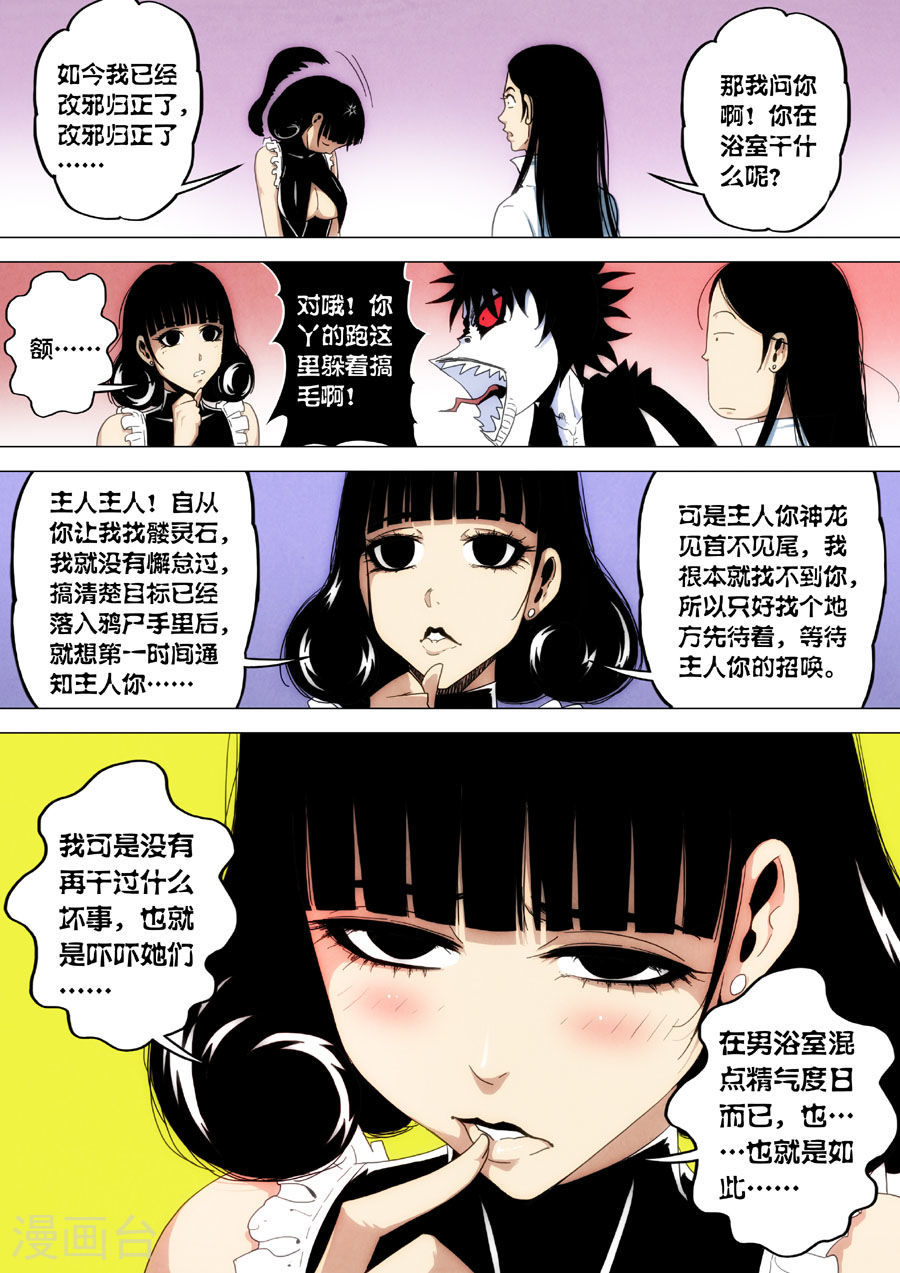 如今我已经
改邪归正了，
改邪归正了
……
那我问你
啊！你在
浴室干什
么呢？
额……
对哦！你
丫的跑这
里躲着搞
毛啊！
主人主人！自从
你让我找髅灵石，
我就没有懈怠过，
搞清楚目标已经
落入鸦尸手里后，
就想第一时间通
知主人你……
可是主人你神龙
见首不见尾，我
根本就找不到你，
所以只好找个地
方先待着，等待
主人你的招唤。
我可是没有
再干过什么
坏事，也就
是吓吓她们
……
在男浴室混
点精气度日
而已，也…
…也就是如
此……
漫画台